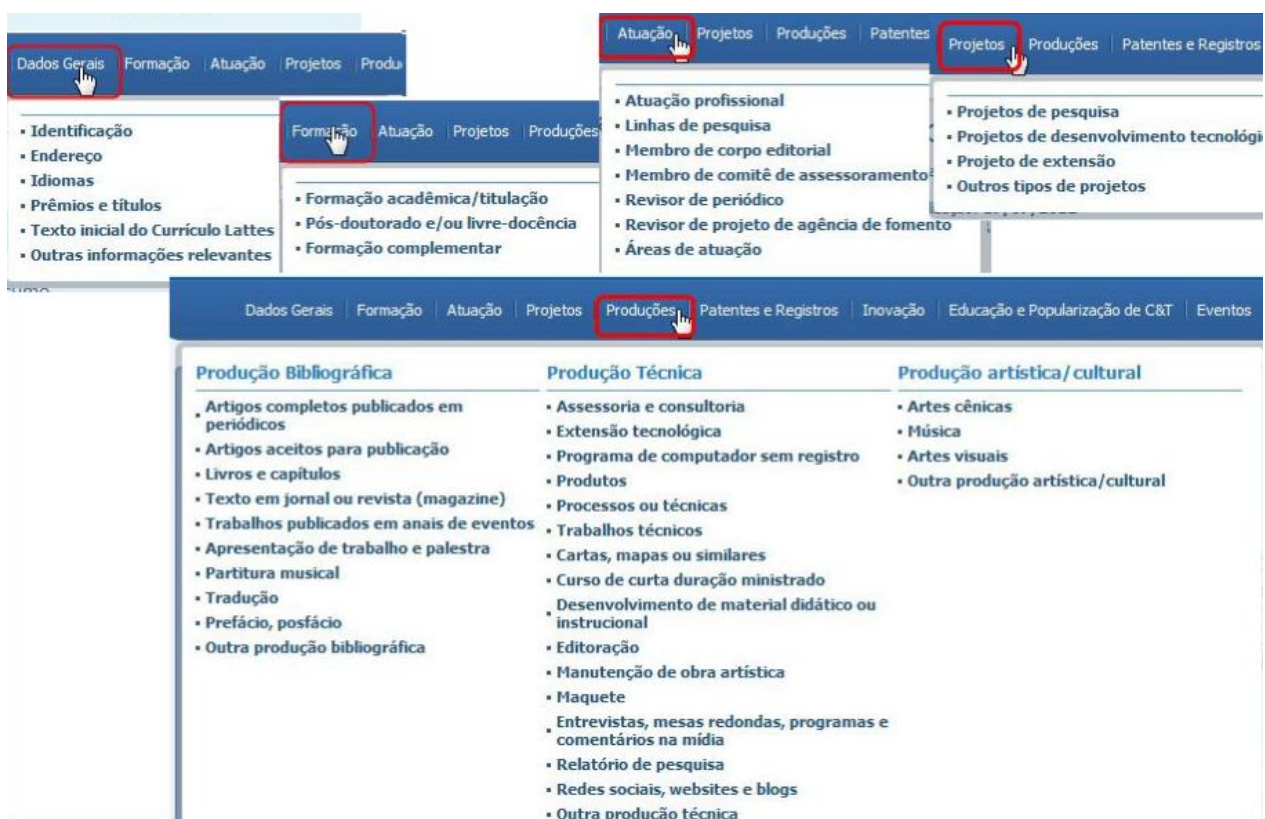 Dados Gerais Formação Atuação Projetos
Identificação
Endereço
Idiomas
Prêmios e títulos
Texto inicial do Currículo Lattes
Outras informações relevantes
Formação Atuação Projetos Produções
Formação acadêmica/titulação
Pós-doutorado e/ou livre-docência
Formação complementar
Atuação Projetos Produções Patentes
Atuação profissional
Linhas de pesquisa
Membro de corpo editorial
Membro de comitê de assessoramento
Revisor de periódico
Revisor de projeto de agência de fomento
Áreas de atuação
Projetos Produções Patentes e Registros
Projetos de pesquisa
Projetos de desenvolvimento
Projeto de extensão
Outros tipos de projetos
Dados Gerais Formação Atuação Projetos Produções Patentes e Registros Inovação Educação e Popularização de C&T Eventos
Produção Bibliográfica
Artigos completos publicados em
periódicos
Artigos aceitos para publicação
Livros e capítulos
Texto em jornal ou revista (magazine)
Trabalhos publicados em anais de eventos
Apresentação de trabalho e palestra
Partitura musical
Tradução
Prefácio, posfácio
Outra produção bibliográfica
Produção Técnica
Assessoria e consultoria
Extensão tecnológica
Programa de computador sem registro
Produtos
Processos ou técnicas
Trabalhos técnicos
Cartas, mapas ou similares
Curso de curta duração ministrado
Desenvolvimento de material didático ou
instrucional
Editoração
Manutenção de obra artística
Maquete
Entrevistas, mesas redondas, programas e
comentários na mídia
Relatório de pesquisa
Redes sociais, websites e blogs
Outra produção técnica
Produção artística/cultural
Artes cênicas
Música
Artes visuais
Outra produção artística/cultural